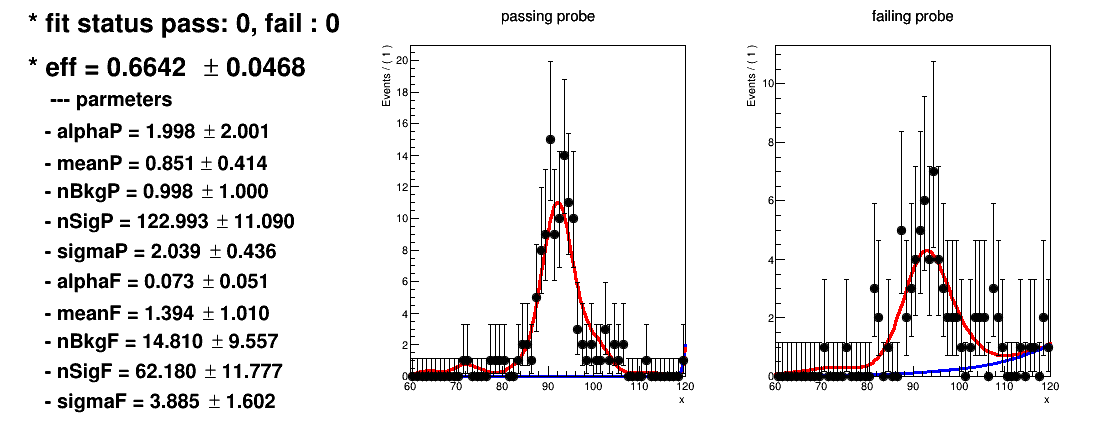 * fit status pass: 0, fail : 0
* eff = 0.6642 ± 0.0468
--- parmeters
- alphaP = 1.998 ± 2.001
- meanP = 0.851 ± 0.414
- nBkgP = 0.998 ± 1.000
- nSigP = 122.993 ± 11.090
- sigmaP = 2.039 ± 0.436
- alphaF = 0.073 ± 0.051
- meanF = 1.394 ± 1.010
- nBkgF = 14.810 ± 9.557
- nSigF = 62.180 ± 11.777
- sigmaF = 3.885 ± 1.602
passing probe
Events / ( 1 )
20
18
16
14
12
10
8
6
4
2
0
60 70 80 90 100 110 120
x
failing probe
Events / ( 1 )
10
8
6
4
2
0
60 70 80 90 100 110 120
x